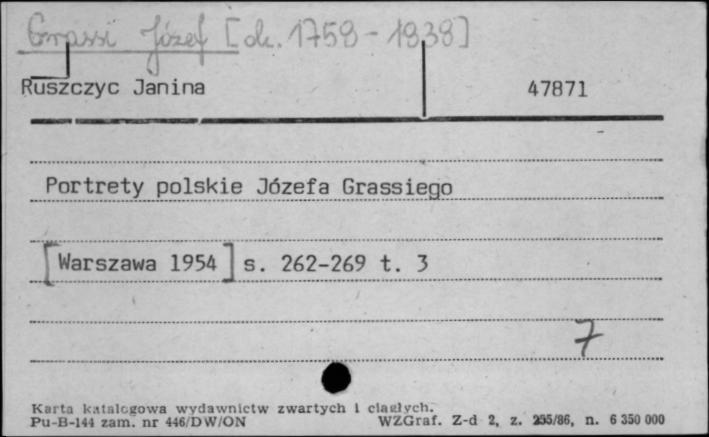 Grassi Józef [ok. 1758-1838]
Ruszczyc Janina 47871
Portrety polskie Józefa Grassiego
[Warszawa 1954] s. 262-269 t. 3
7
Karta katalogowa wydawnictw zwartych i ciągłych.
Pu-B-144 zam. nr 446/DW/ON WZGraf. Z-d 2, z. 255/86, n. 6 350 000